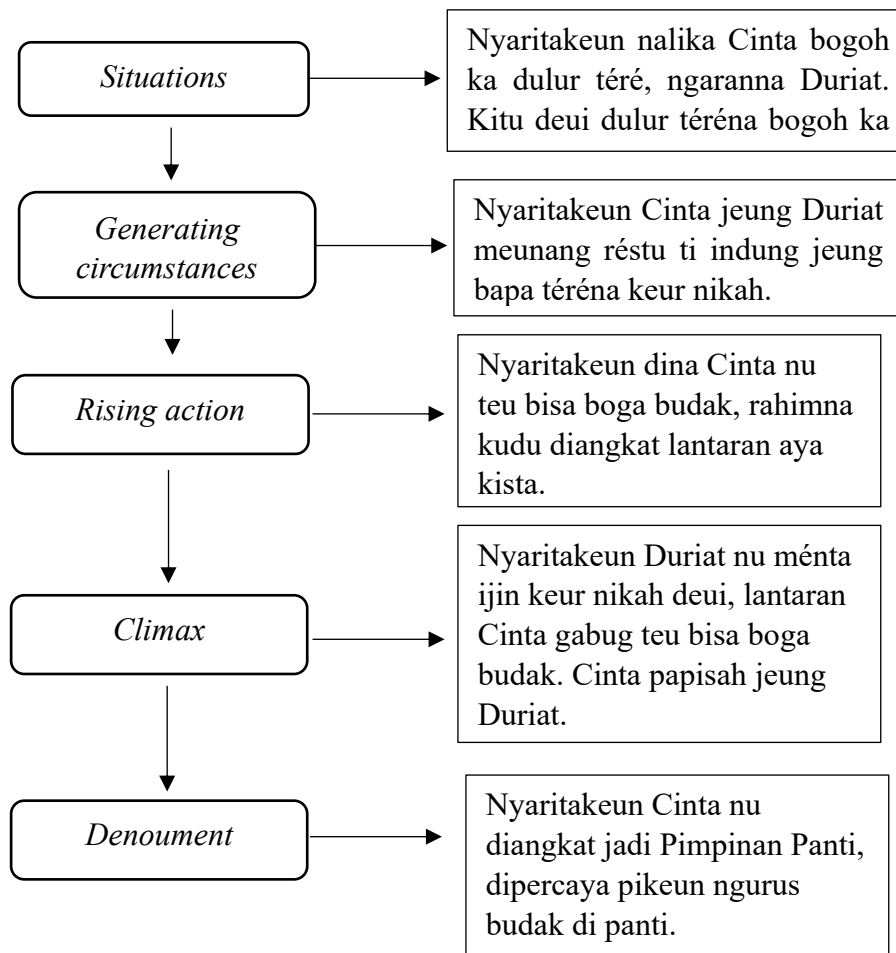 Situations
Nyaritakeun nalika Cinta bogoh
ka dulur téré, ngaranna Duriat.
Kitu deui dulur téréna bogoh ka
Generating
circumstances
Nyaritakeun Cinta jeung Duriat
meunang réstu ti indung jeung
bapa téréna keur nikah.
Rising action
Nyaritakeun dina Cinta nu
teu bisa boga budak, rahimna
kudu diangkat lantaran aya
kista.
Climax
Nyaritakeun Duriat nu ménta
ijin keur nikah deui, lantaran
Cinta gabug teu bisa boga
budak. Cinta papisah jeung
Duriat.
Denoument
Nyaritakeun Cinta nu
diangkat jadi Pimpinan Panti,
dipercaya pikeun ngurus
budak di panti.